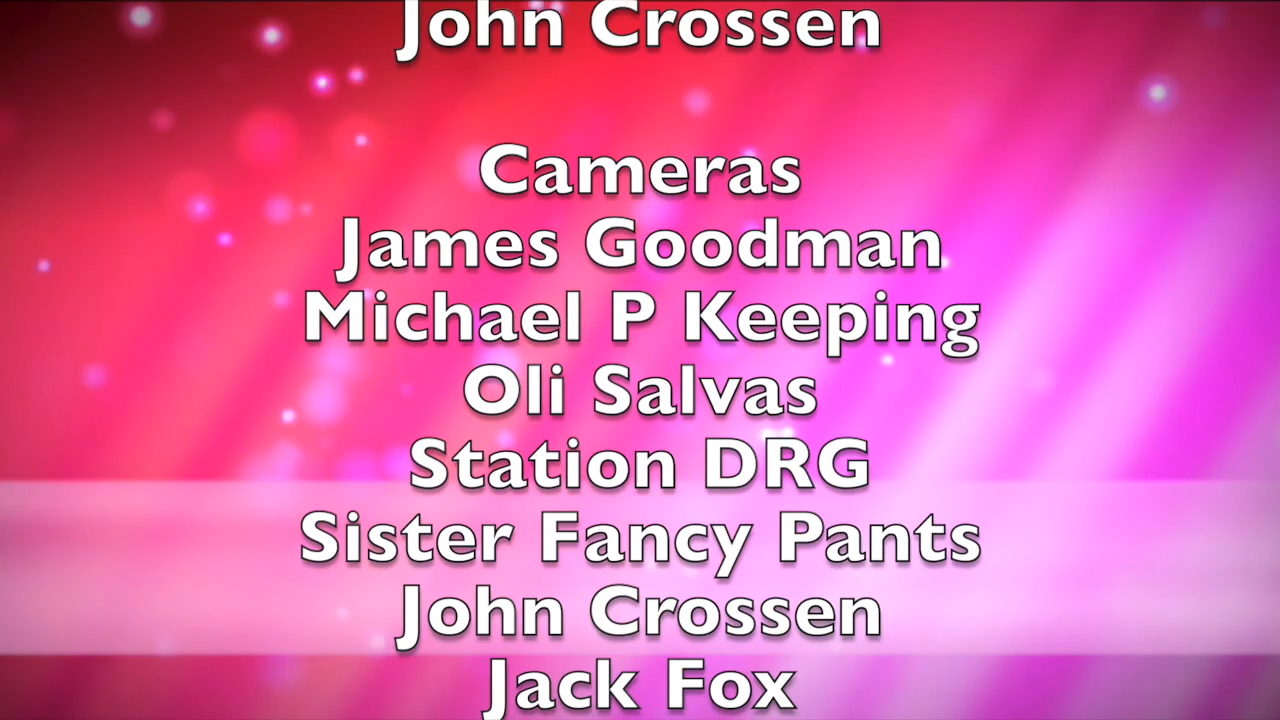 John Crossen
Cameras
James Goodman
Michael P Keeping
Oli Salvas
Station DRG
Sister Fancy Pants
John Crossen
Jack Fox